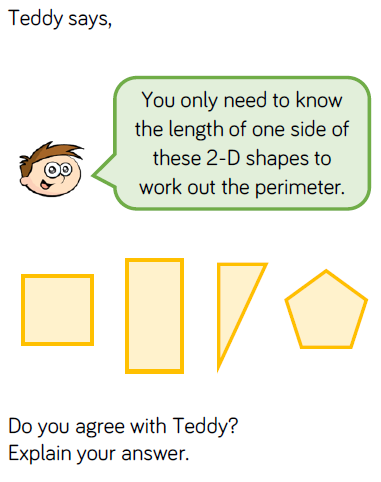 Teddy says,
You only need to know
the length of one side of
these 2-D shapes to
work out the perimeter.
Do you agree with Teddy?
Explain your answer.